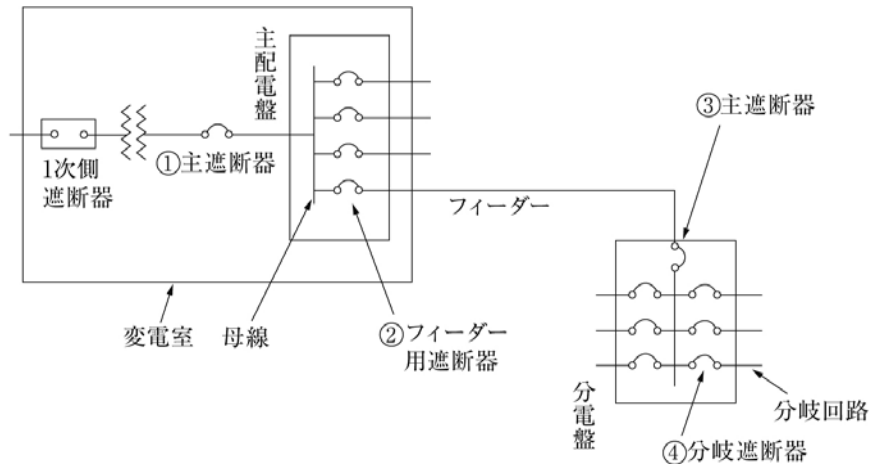 主配電盤
③主遮断器
①主遮断器
1次側
遮断器
フィーダー
変電室
母線
②フィーダー
用遮断器
分電盤
分岐回路
④分岐遮断器